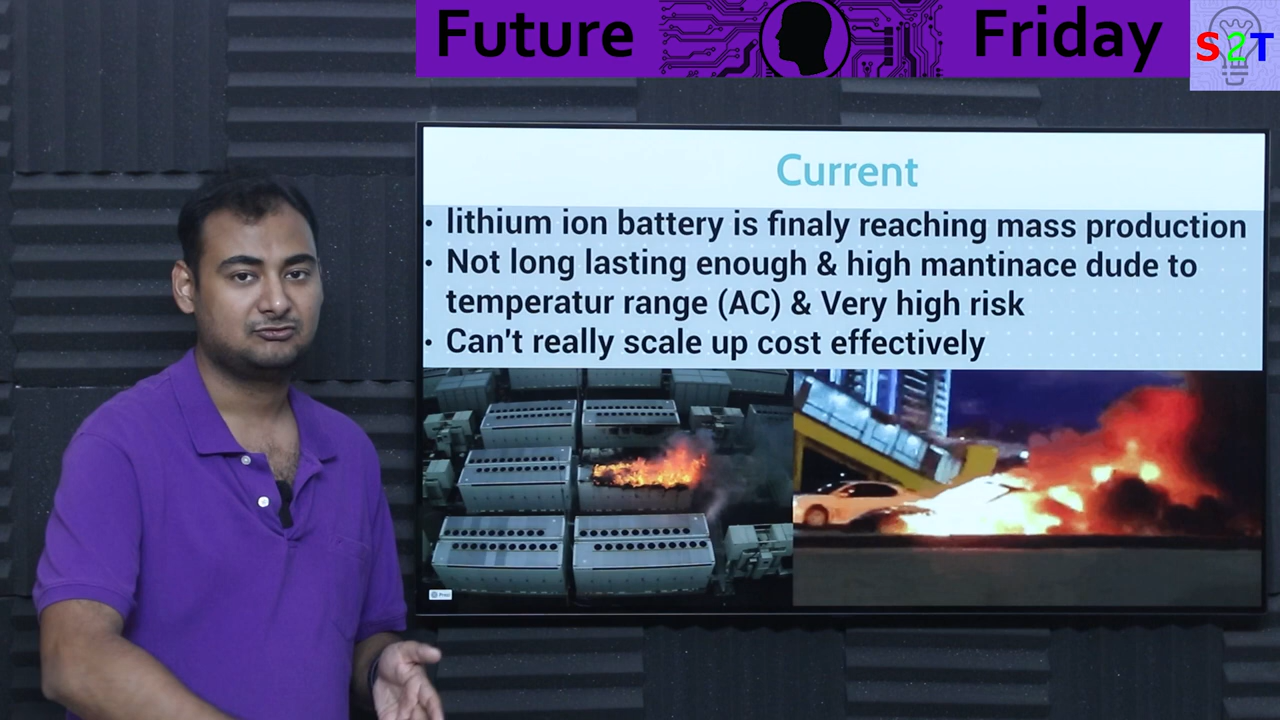 Future Friday
S2T
Current
• lithium ion battery is finaly reaching mass production
• Not long lasting enough & high mantinace dude to
temperatur range (AC) & Very high risk
• Can't really scale up cost effectively